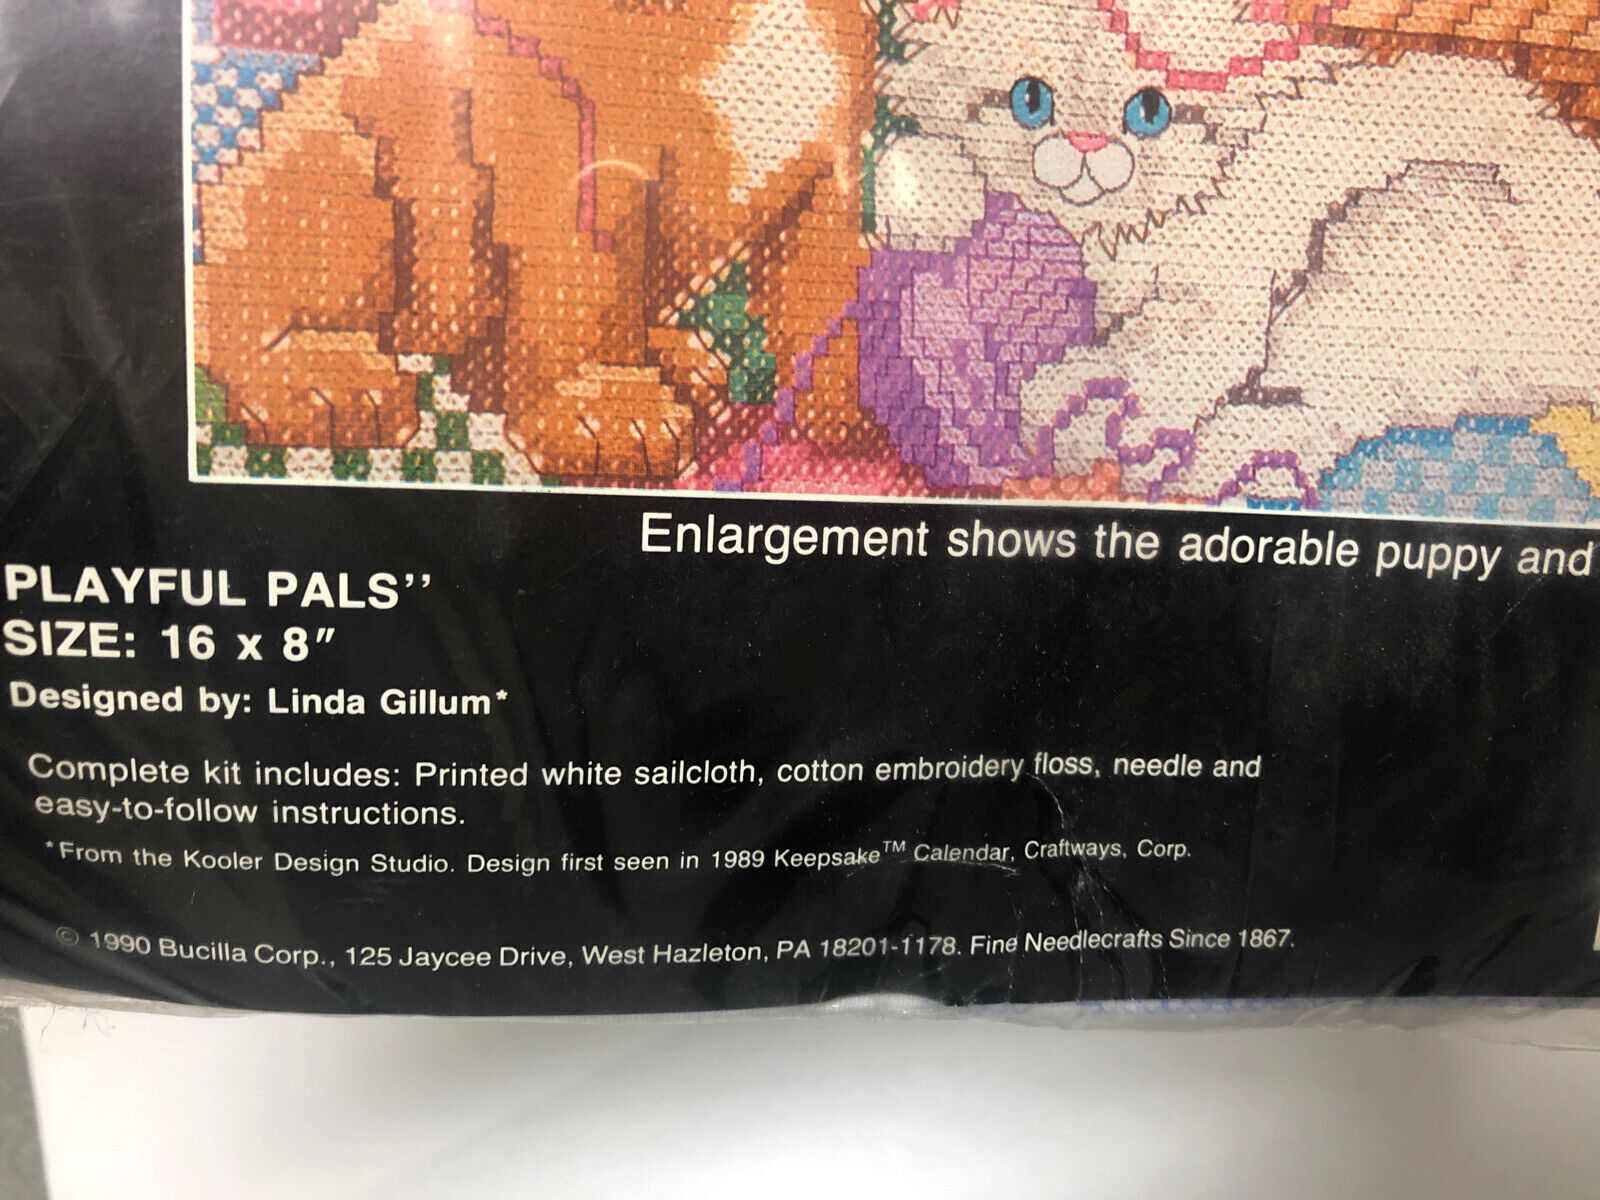 Enlargement shows the adorable puppy and
PLAYFUL PALS’’
SIZE: 16 x 8″
Designed by: Linda Gillum*
Complete kit includes: Printed white sailcloth, cotton embroidery floss, needle and
easy-to-follow instructions.
*From the Kooler Design Studio. Design first seen in 1989 Keepsake™ Calendar, Craftways, Corp.
© 1990 Bucilla Corp., 125 Jaycee Drive, West Hazleton, PA 18201-1178. Fine Needlecrafts Since 1867.